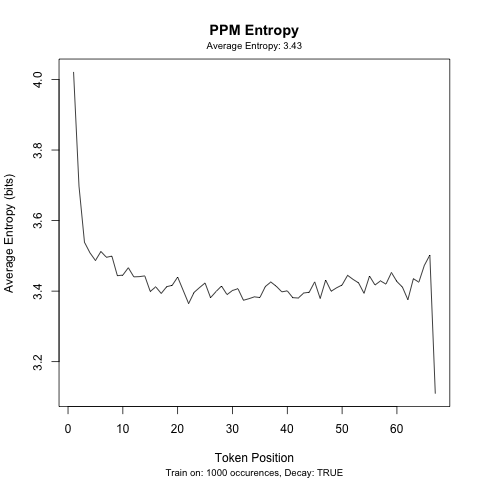 PPM Entropy
Average Entropy: 3.43
Average Entropy (bits)
4.0
3.8
3.6
3.4
3.2
0 10 20 30 40 50 60
Token Position
Train on: 1000 occurences, Decay: TRUE